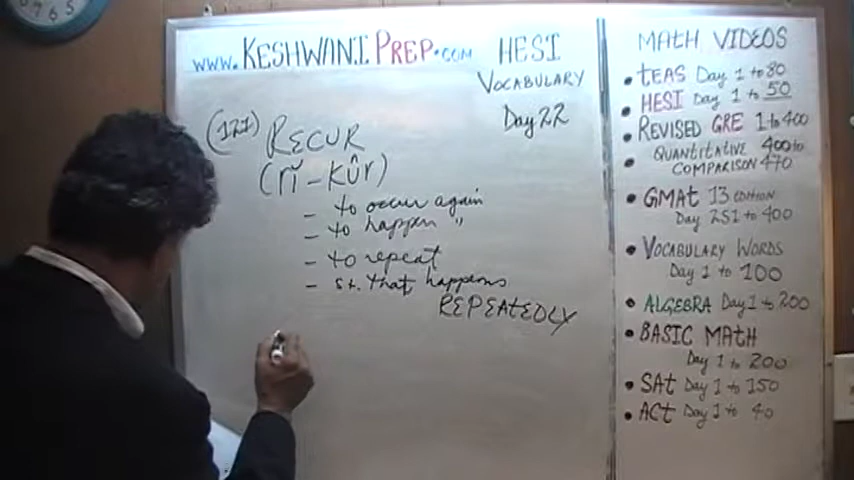 www.KESHWANIPREP.com
HESI
VOCABULARY
Day 22
(121) RECUR
(rĭ-kûr)
- to occur again
- to happen "
- to repeat
- st. that happens
REPEATEDLY
MATH VIDEOS
• TEAS Day 1 to 80
• HESI Day 1 to 50
• REVISED GRE 1 to 400
• QUANTITATIVE 400 to
COMPARISON 470
• GMAT 13 EDITION
Day 251 to 400
• VOCABULARY WORDS
Day 1 to 100
• ALGEBRA Day 1 to 200
• BASIC MATH
Day 1 to 200
• SAT Day 1 to 150
• ACT Day 1 to 40